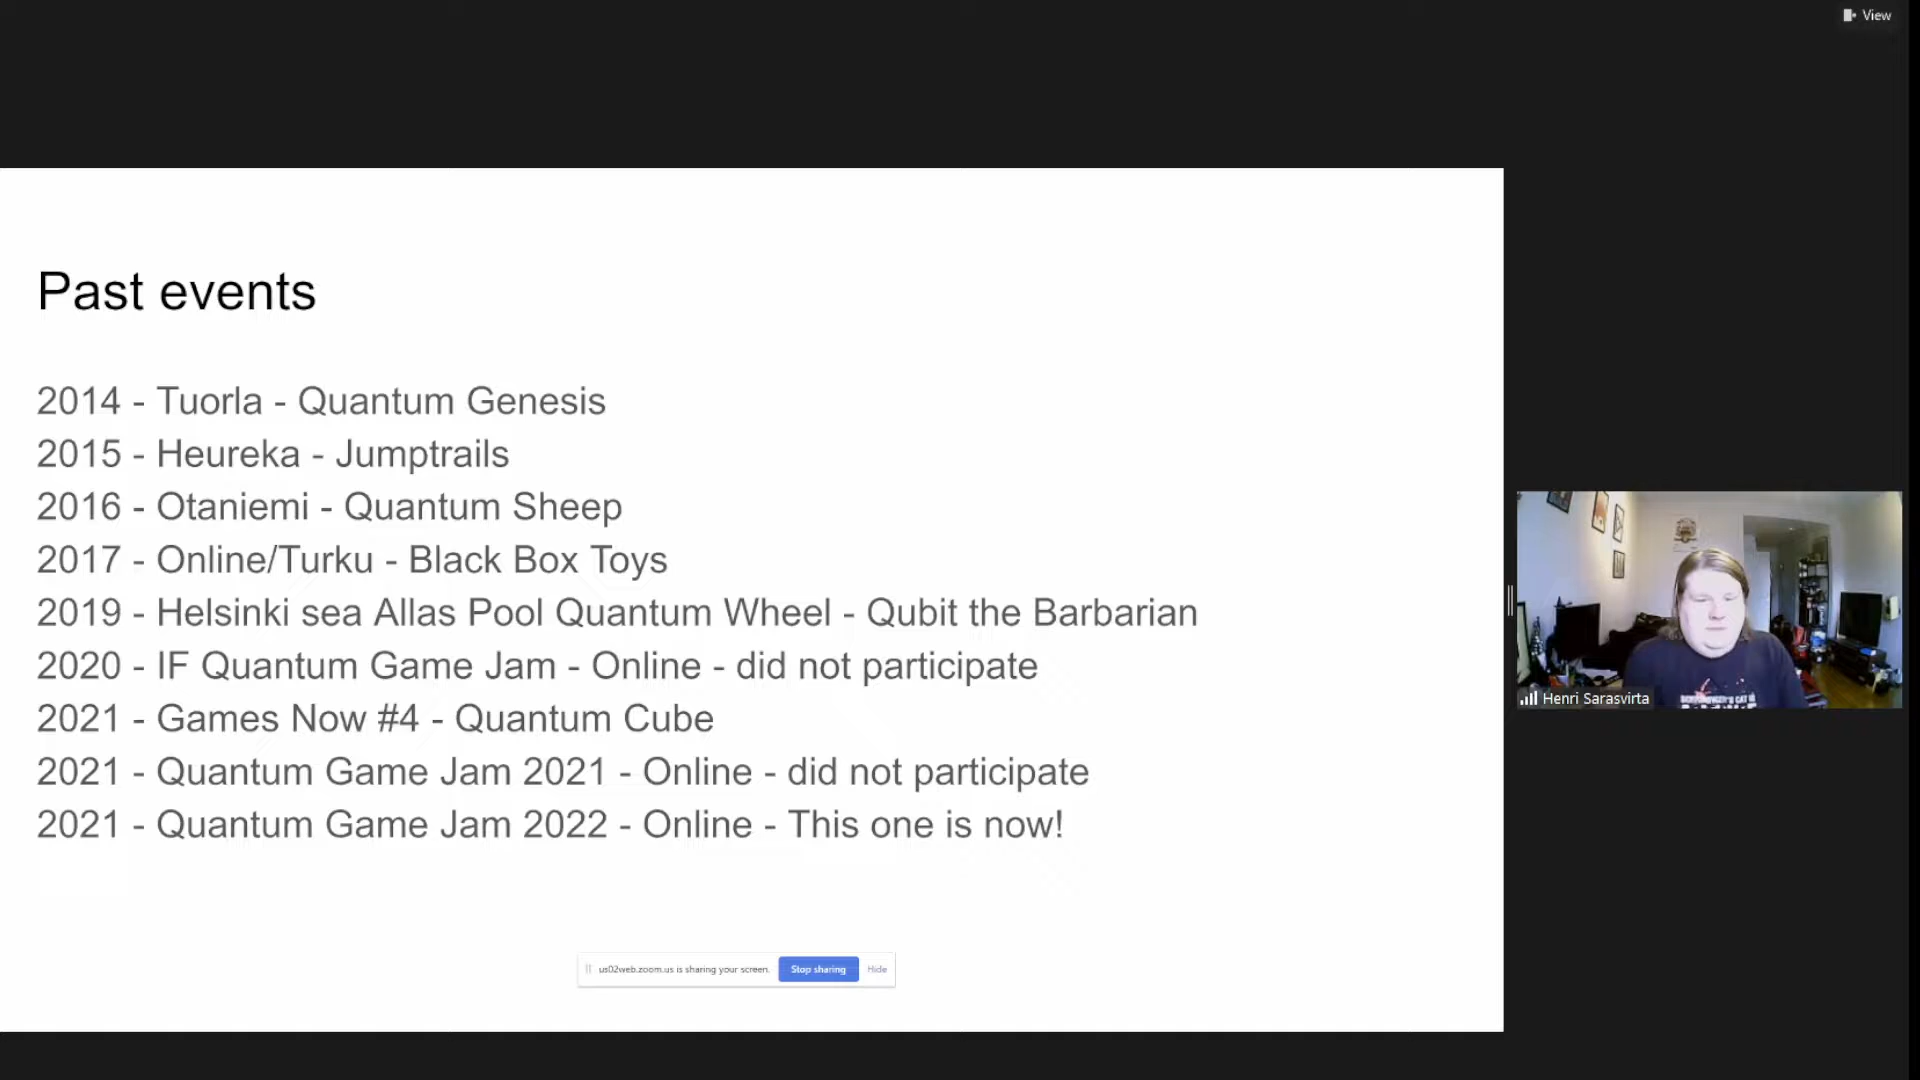 View
Past events
2014 - Tuorla - Quantum Genesis
2015 - Heureka - Jumptrails
2016 - Otaniemi - Quantum Sheep
2017 - Online/Turku - Black Box Toys
2019 - Helsinki sea Allas Pool Quantum Wheel - Qubit the Barbarian
2020 - IF Quantum Game Jam - Online - did not participate
2021 - Games Now #4 - Quantum Cube
2021 - Quantum Game Jam 2021 - Online - did not participate
2021 - Quantum Game Jam 2022 - Online - This one is now!
us02web.zoom.us is sharing your screen. Stop sharing Hide
Henri Sarasvirta